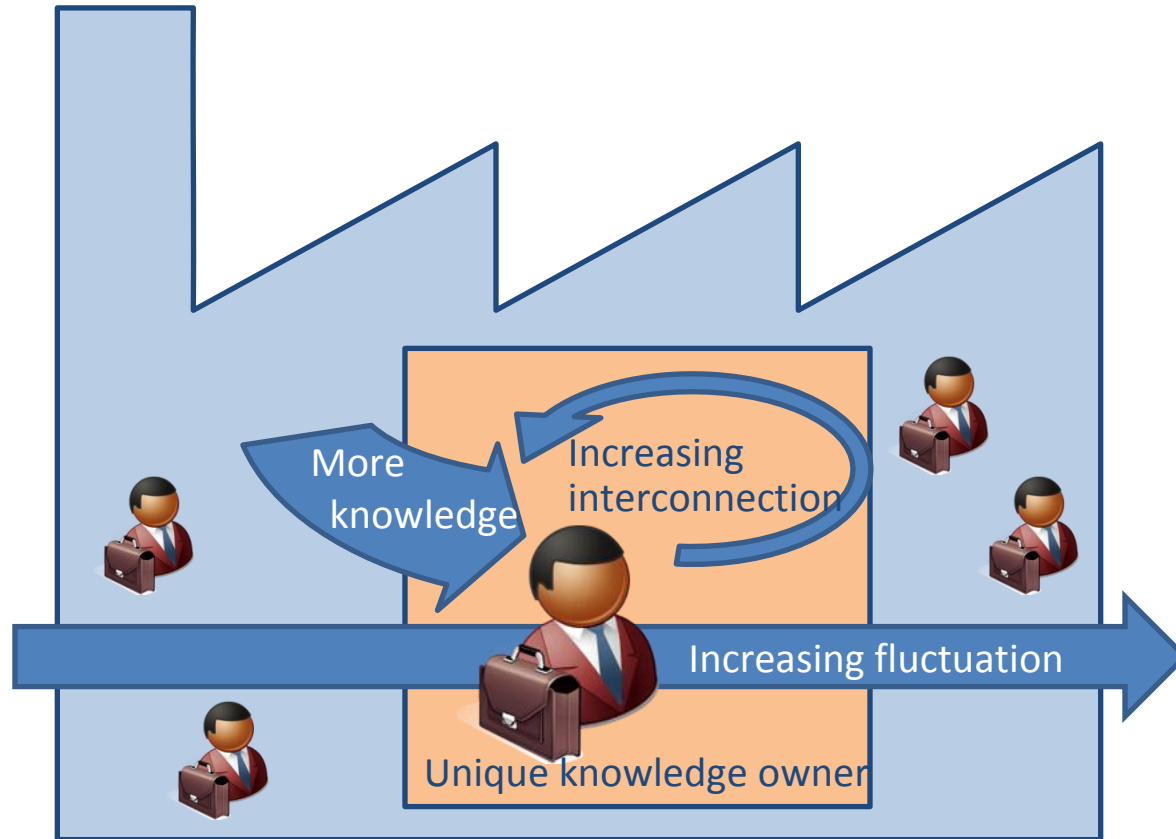 More
knowledge
Increasing
interconnection
Increasing fluctuation
Unique knowledge owner